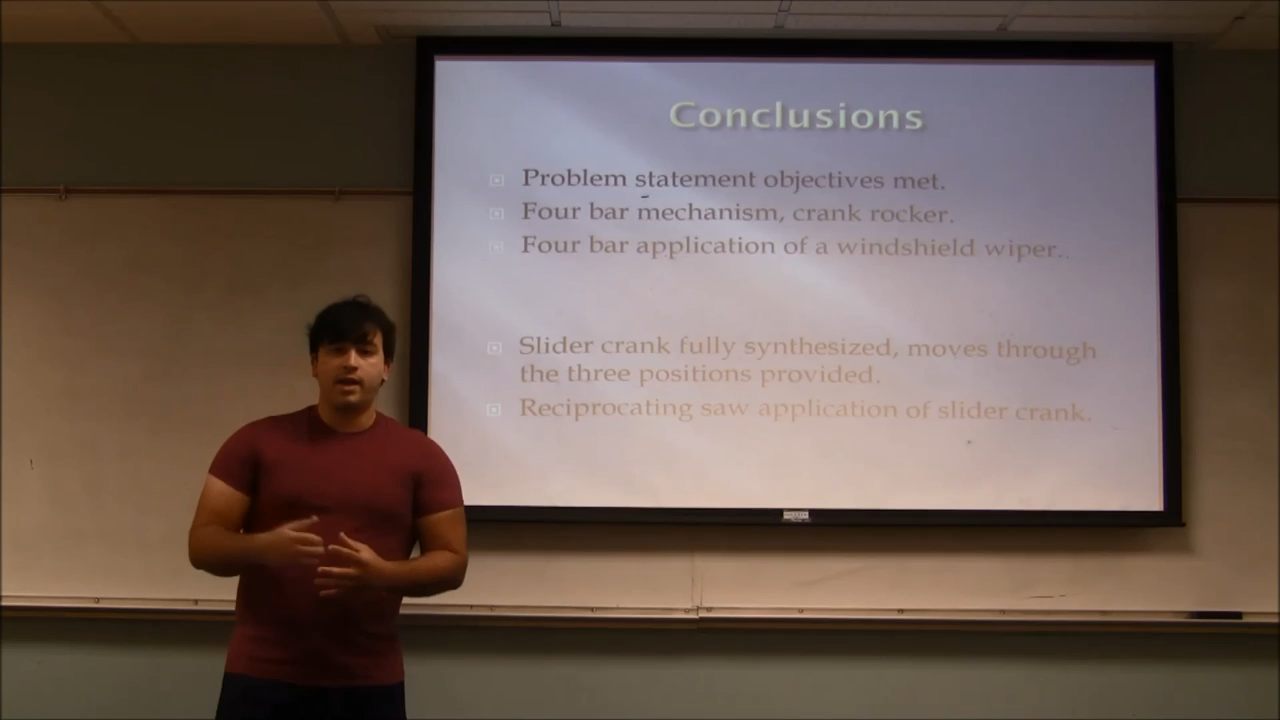 Conclusions
Problem statement objectives met.
Four bar mechanism, crank rocker.
Four bar application of a windshield wiper.
Slider crank fully synthesized, moves through
the three positions provided.
Reciprocating saw application of slider crank.